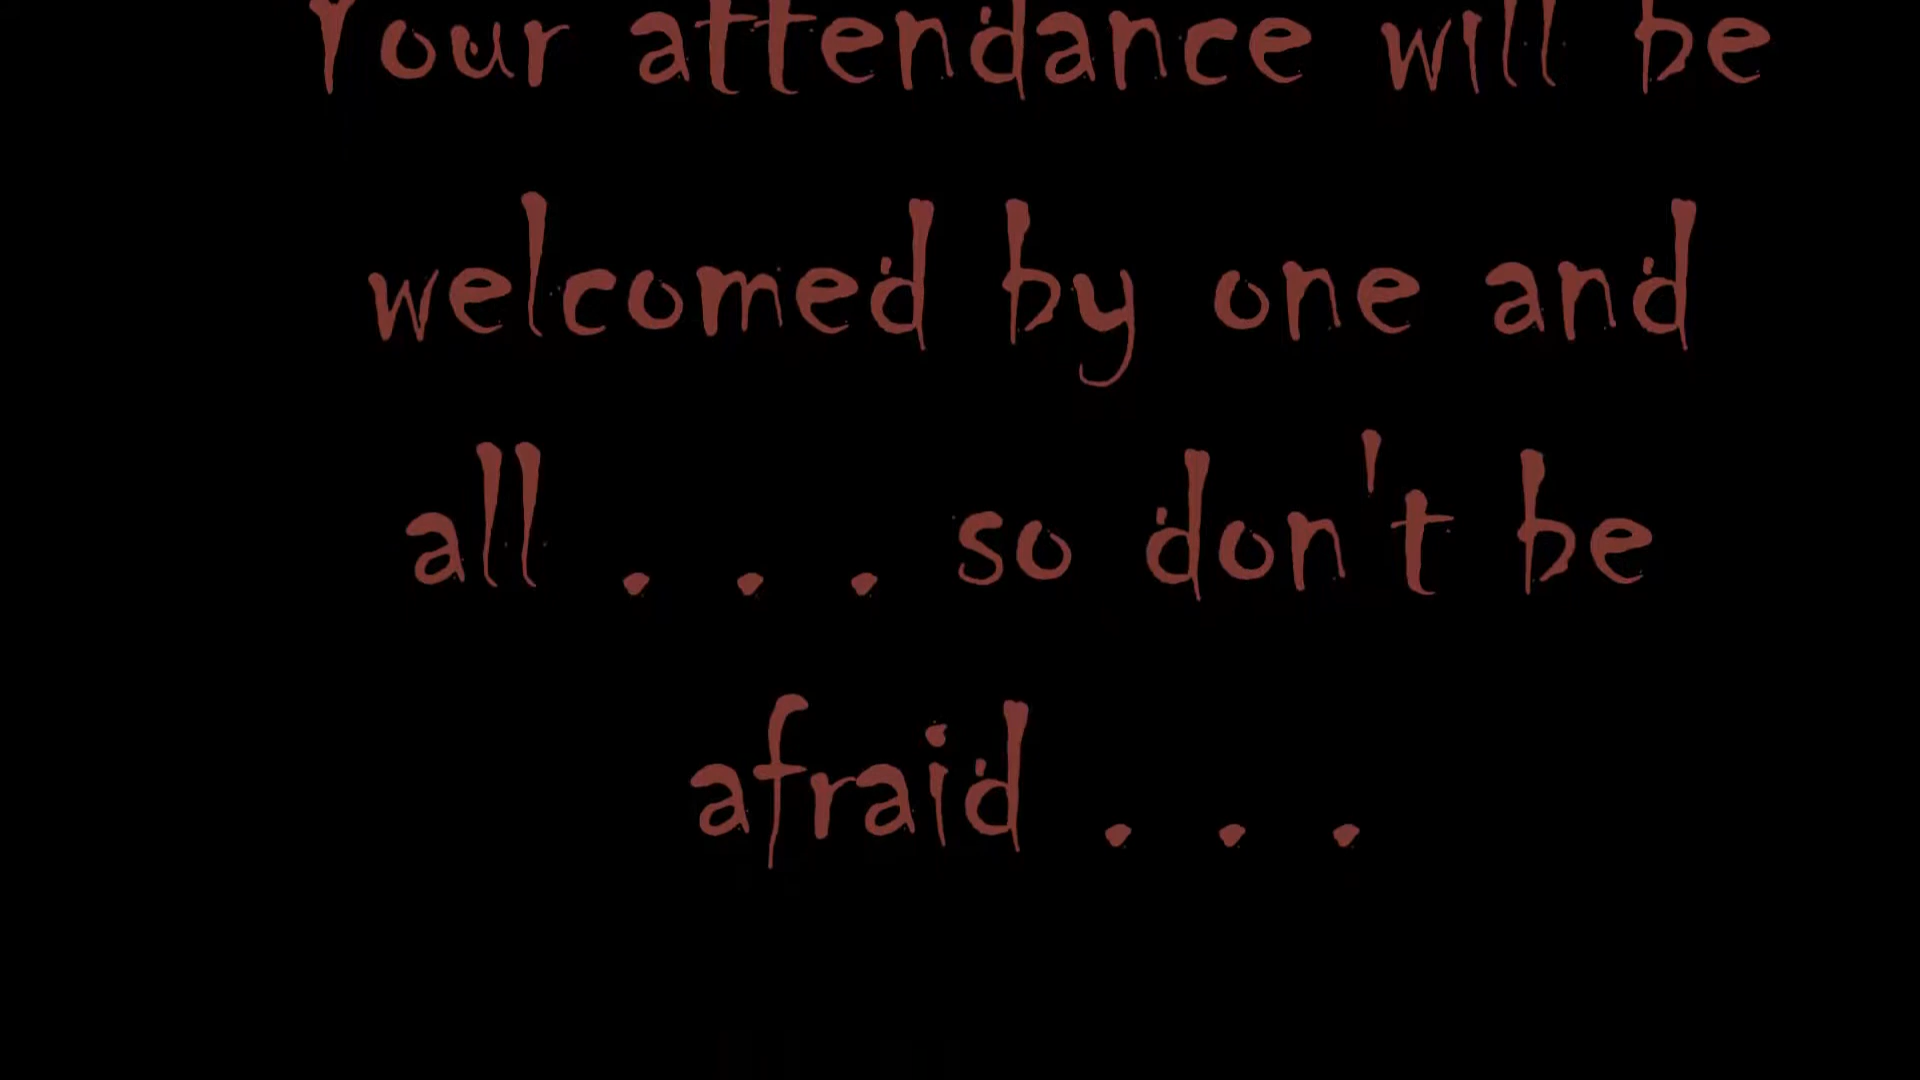 Your attendance will be
welcomed by one and
all . . . so don't be
afraid . . .